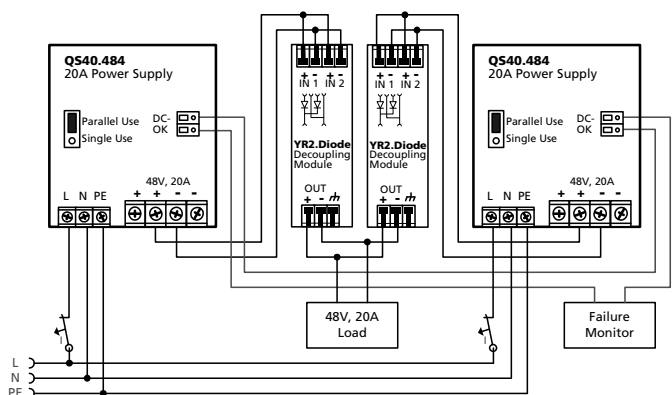 QS40.484
20A Power Supply
Parallel Use
Single Use
DC-
OK
L N PE
48V, 20A
+ + - -
+ - + -
IN 1 IN 2
YR2.Diode
Decoupling
Module
OUT
+ -
+ - + -
IN 1 IN 2
YR2.Diode
Decoupling
Module
OUT
+ -
QS40.484
20A Power Supply
Parallel Use
Single Use
DC-
OK
L N PE
48V, 20A
+ + - -
I
48V, 20A
Load
I
Failure
Monitor
L
N
PE